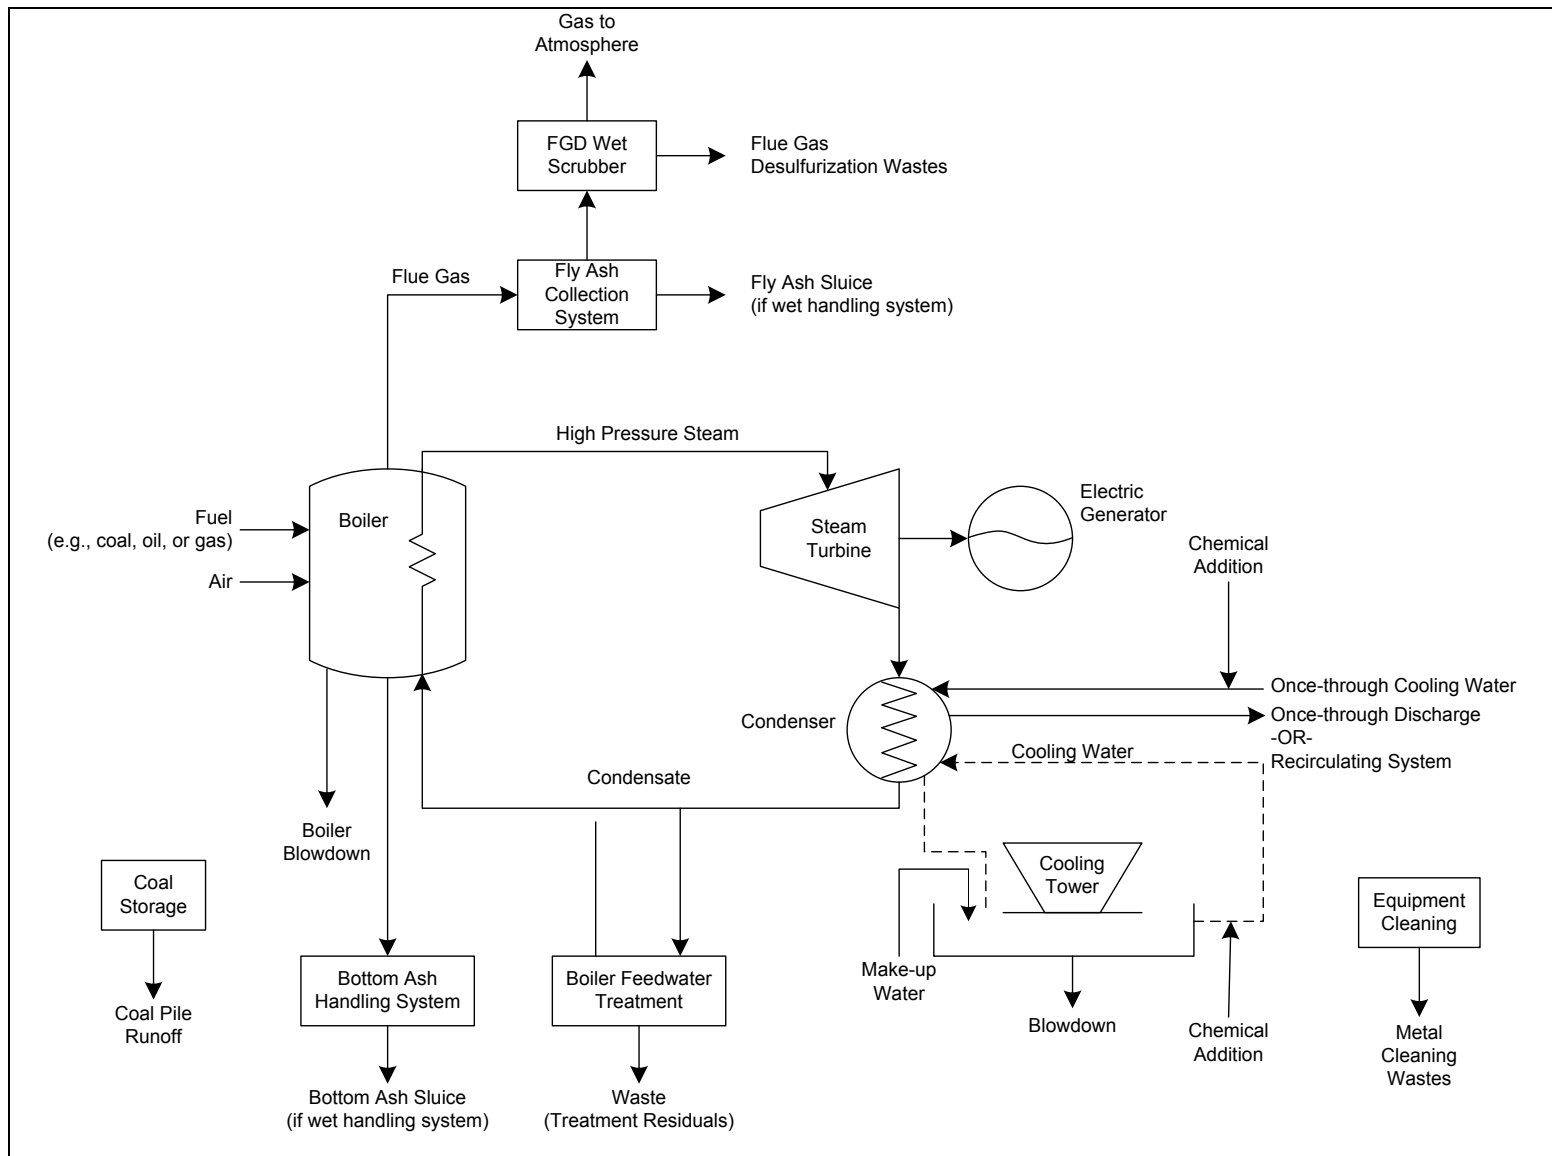 Gas to
Atmosphere
FGD Wet
Scrubber
Flue Gas
Desulfurization Wastes
Flue Gas
Fly Ash
Collection
System
Fly Ash Sluice
(if wet handling system)
High Pressure Steam
Fuel
(e.g., coal, oil, or gas)
Air
Boiler
Steam
Turbine
Electric
Generator
Chemical
Addition
Condenser
Once-through Cooling Water
Once-through Discharge
-OR-
Recirculating System
Cooling Water
Condensate
Boiler
Blowdown
Coal
Storage
Cooling
Tower
Equipment
Cleaning
Bottom Ash
Handling System
Boiler Feedwater
Treatment
Make-up
Water
Coal Pile
Runoff
Blowdown
Chemical
Addition
Metal
Cleaning
Wastes
Bottom Ash Sluice
(if wet handling system)
Waste
(Treatment Residuals)